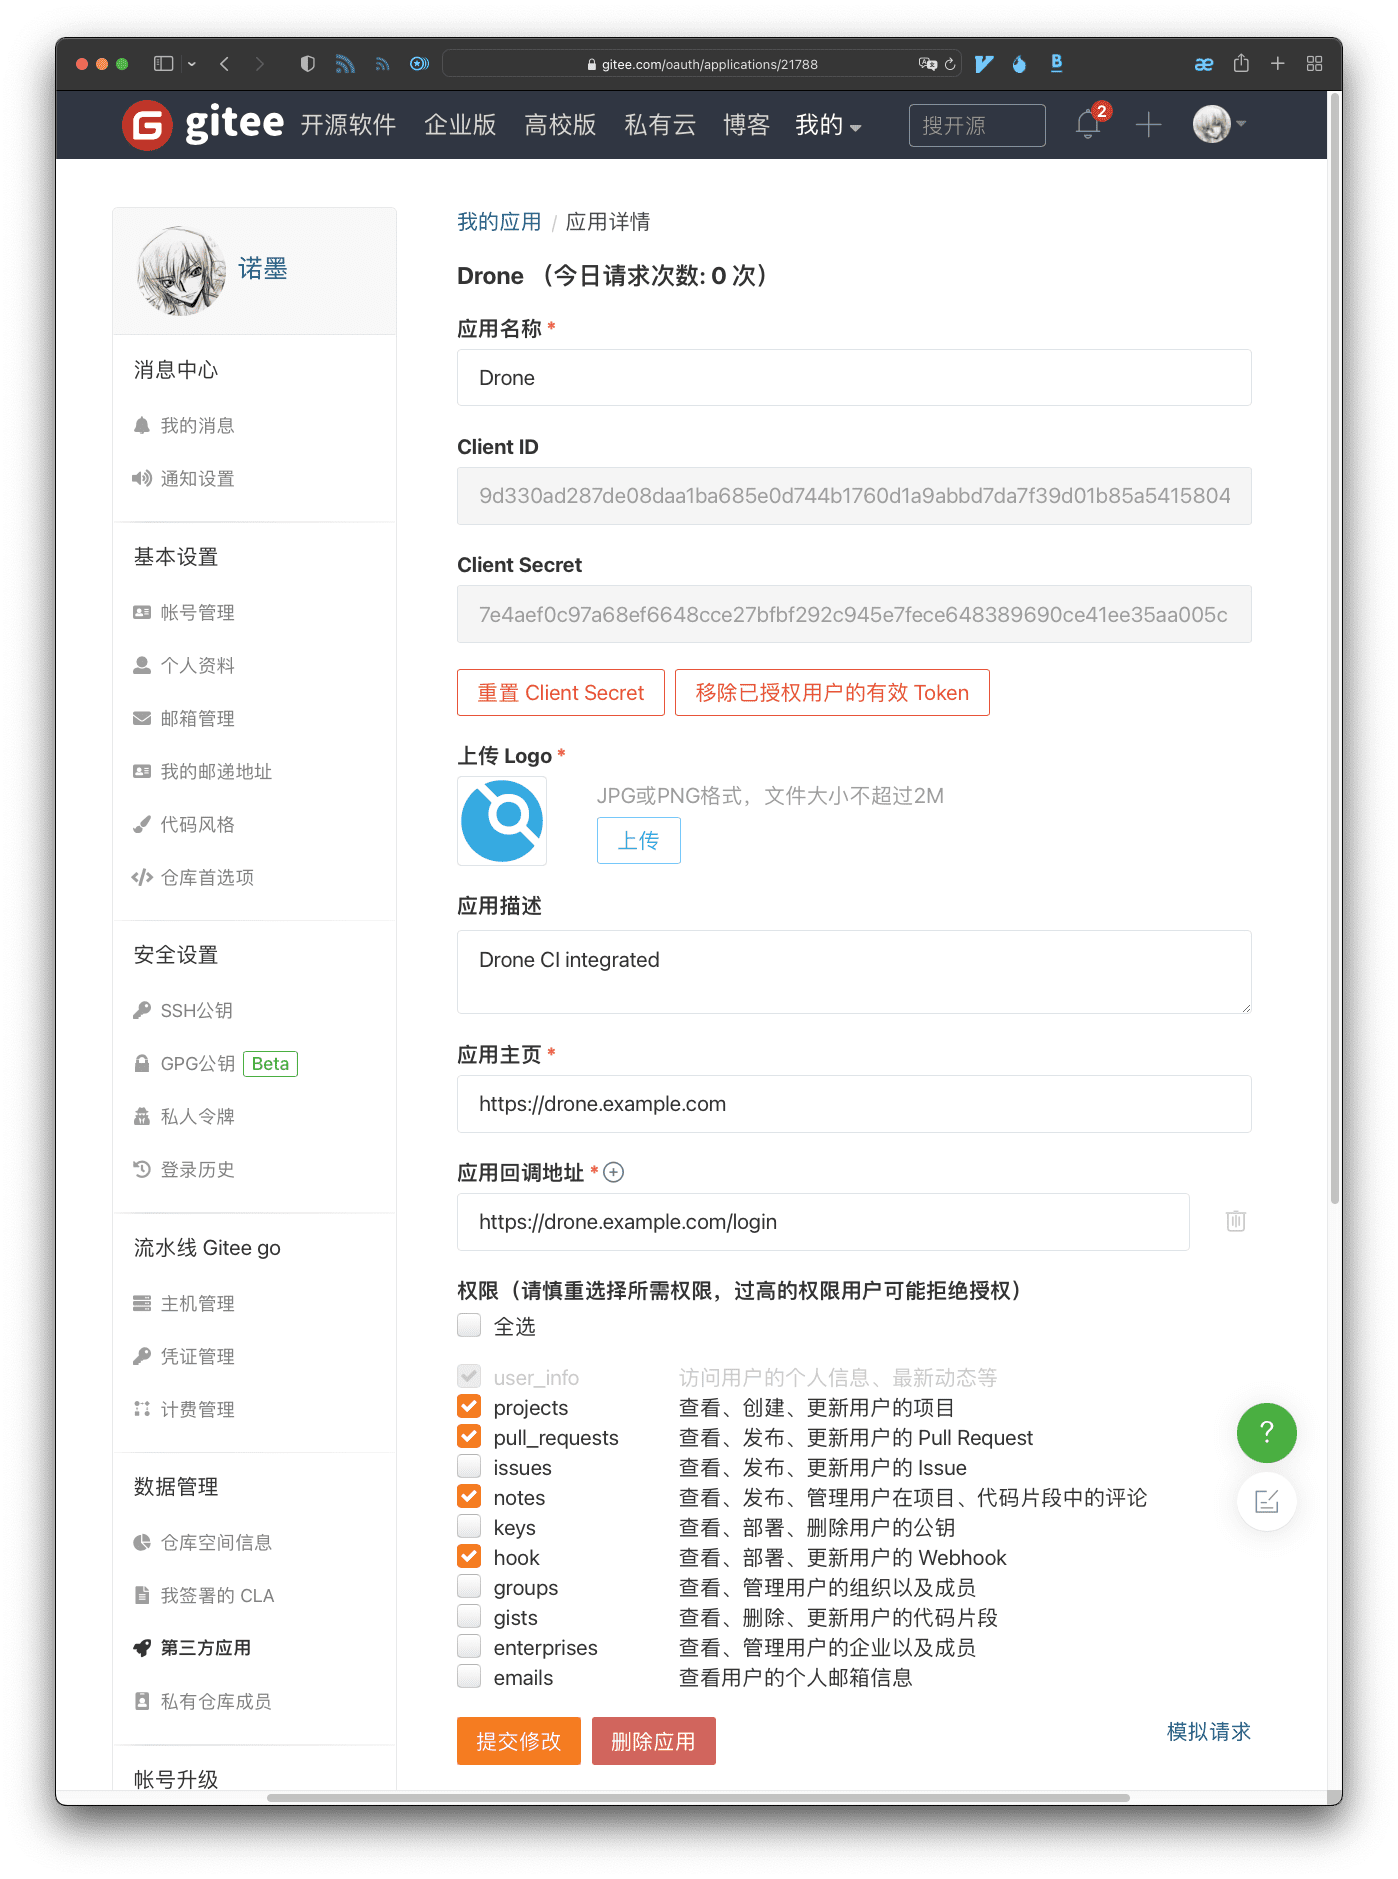 gitee.com/oauth/applications/21788
B
æ
G gitee 开源软件 企业版 高校版 私有云 博客 我的 搜开源 2
诺墨
消息中心
我的消息
通知设置
基本设置
帐号管理
个人资料
邮箱管理
我的邮递地址
代码风格
仓库首选项
安全设置
SSH公钥
GPG公钥 Beta
私人令牌
登录历史
流水线 Gitee go
主机管理
凭证管理
计费管理
数据管理
仓库空间信息
我签署的 CLA
第三方应用
私有仓库成员
帐号升级
我的应用 / 应用详情
Drone （今日请求次数: 0 次）
应用名称 *
Drone
Client ID
9d330ad287de08daa1ba685e0d744b1760d1a9abbd7da7f39d01b85a5415804
Client Secret
7e4aef0c97a68ef6648cce27bfbf292c945e7fece648389690ce41ee35aa005c
重置 Client Secret 移除已授权用户的有效 Token
上传 Logo *
JPG或PNG格式，文件大小不超过2M
上传
应用描述
Drone CI integrated
应用主页 *
https://drone.example.com
应用回调地址 *
https://drone.example.com/login
权限（请慎重选择所需权限，过高的权限用户可能拒绝授权）
全选
user_info 访问用户的个人信息、最新动态等
projects 查看、创建、更新用户的项目
pull_requests 查看、发布、更新用户的 Pull Request
issues 查看、发布、更新用户的 Issue
notes 查看、发布、管理用户在项目、代码片段中的评论
keys 查看、部署、删除用户的公钥
hook 查看、部署、更新用户的 Webhook
groups 查看、管理用户的组织以及成员
gists 查看、删除、更新用户的代码片段
enterprises 查看、管理用户的企业以及成员
emails 查看用户的个人邮箱信息
提交修改 删除应用 模拟请求
?